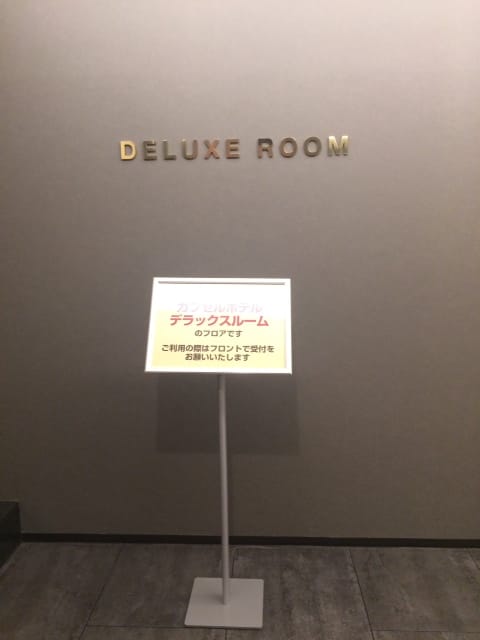 DELUXE ROOM
カプセルホテル
デラックスルーム
のフロアです
ご利用の際はフロントで受付を
お願いいたします